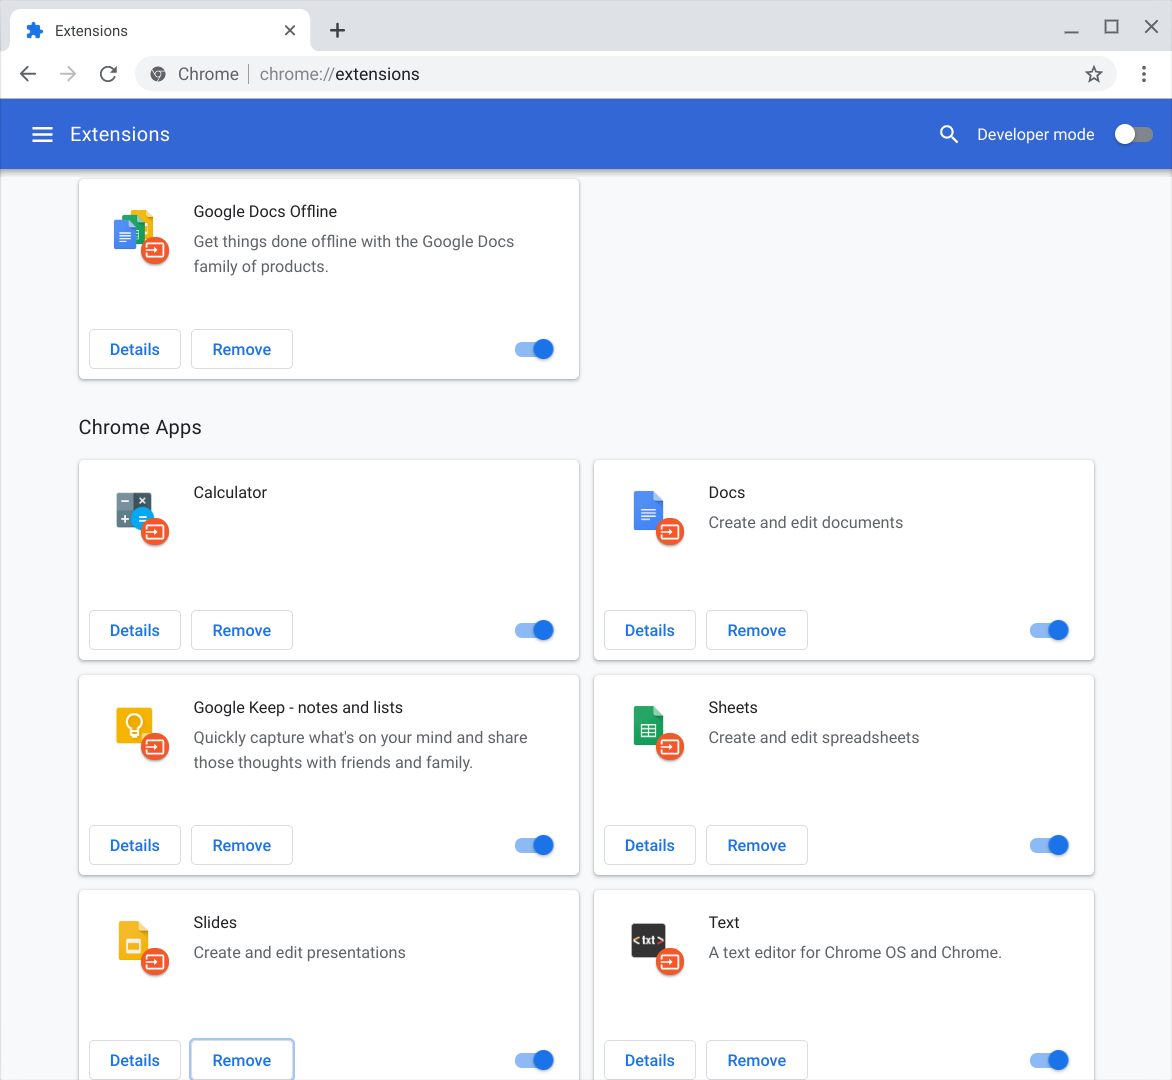 Extensions
Chrome chrome://extensions
Extensions
Developer mode
Google Docs Offline
Get things done offline with the Google Docs
family of products.
Details Remove
Chrome Apps
Calculator
Details Remove
Docs
Create and edit documents
Details Remove
Google Keep - notes and lists
Quickly capture what's on your mind and share
those thoughts with friends and family.
Details Remove
Sheets
Create and edit spreadsheets
Details Remove
Slides
Create and edit presentations
Details Remove
<txt>
Text
A text editor for Chrome OS and Chrome.
Details Remove